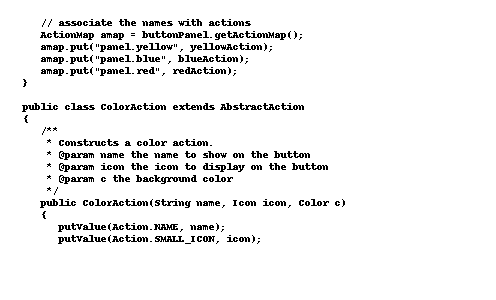 // associate the names with actions
ActionMap amap = buttonPanel.getActionMap();
amap.put("panel.yellow", yellowAction);
amap.put("panel.blue", blueAction);
amap.put("panel.red", redAction);
}
public class ColorAction extends AbstractAction
{
/**
* Constructs a color action.
* @param name the name to show on the button
* @param icon the icon to display on the button
* @param c the background color
*/
public ColorAction(String name, Icon icon, Color c)
{
putValue(Action.NAME, name);
putValue(Action.SMALL_ICON, icon);